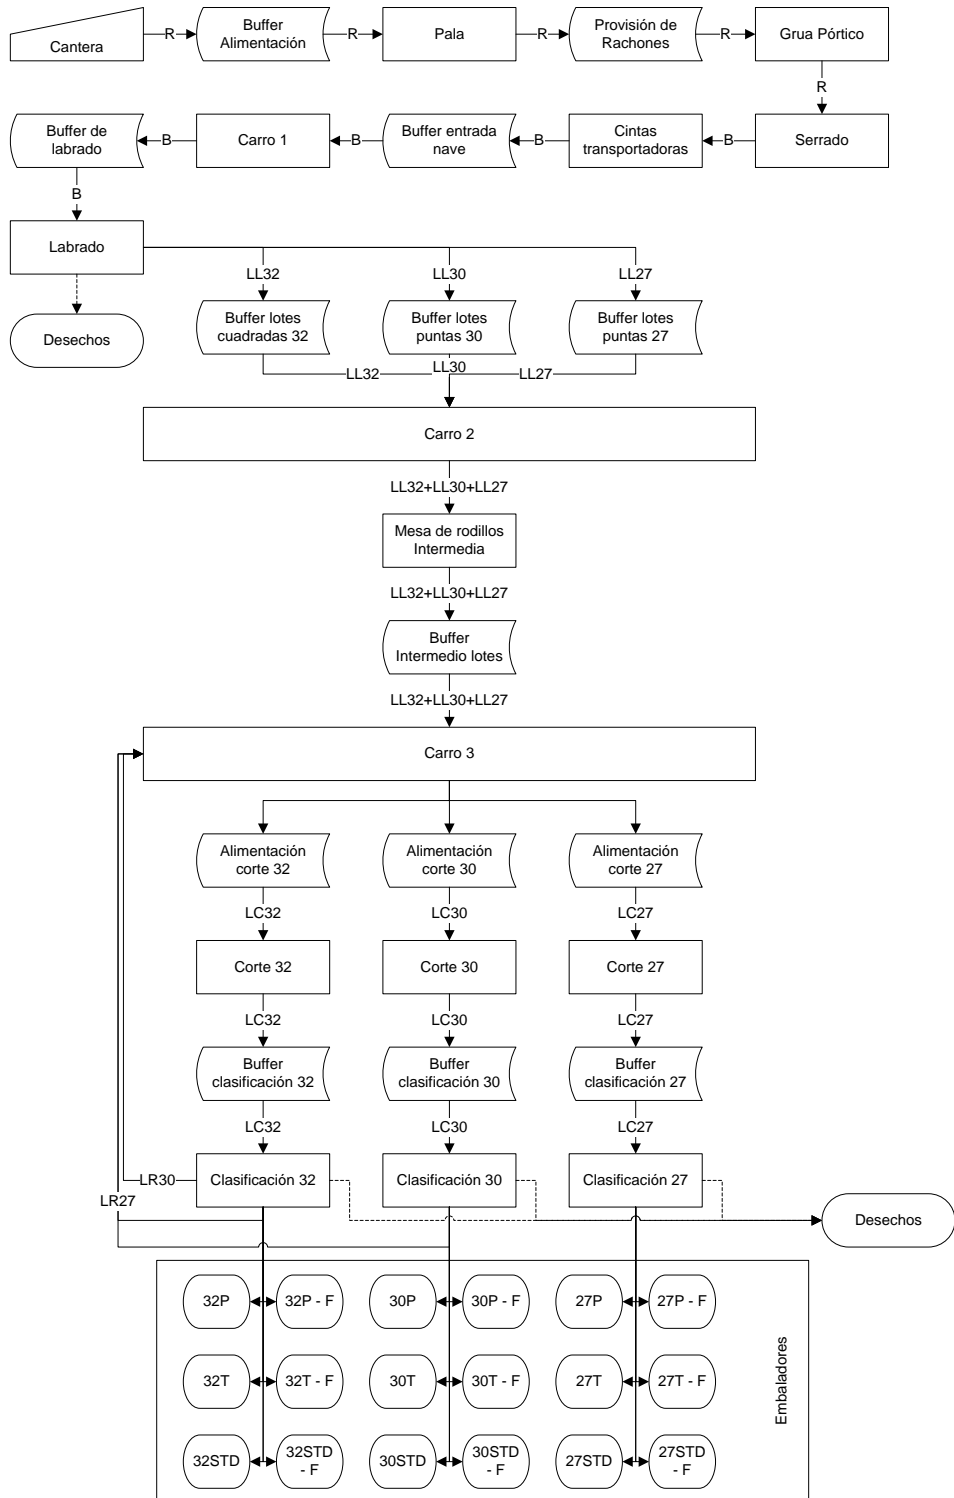 Cantera
R
Buffer
Alimentación
R
Pala
R
Provisión de
Rachones
R
Grua Pórtico
R
Buffer de
labrado
B
Carro 1
B
Buffer entrada
nave
B
Cintas
transportadoras
B
Serrado
B
Labrado
LL32
LL30
LL27
Desechos
Buffer lotes
cuadradas 32
Buffer lotes
puntas 30
Buffer lotes
puntas 27
LL32
LL30
LL27
Carro 2
LL32+LL30+LL27
Mesa de rodillos
Intermedia
LL32+LL30+LL27
Buffer
Intermedio lotes
LL32+LL30+LL27
Carro 3
Alimentación
corte 32
Alimentación
corte 30
Alimentación
corte 27
LC32
LC30
LC27
Corte 32
Corte 30
Corte 27
LC32
LC30
LC27
Buffer
clasificación 32
Buffer
clasificación 30
Buffer
clasificación 27
LC32
LC30
LC27
LR30
Clasificación 32
Clasificación 30
Clasificación 27
LR27
Desechos
32P
32P - F
30P
30P - F
27P
27P - F
32T
32T - F
30T
30T - F
27T
27T - F
32STD
32STD
- F
30STD
30STD
- F
27STD
27STD
- F
Embaladores